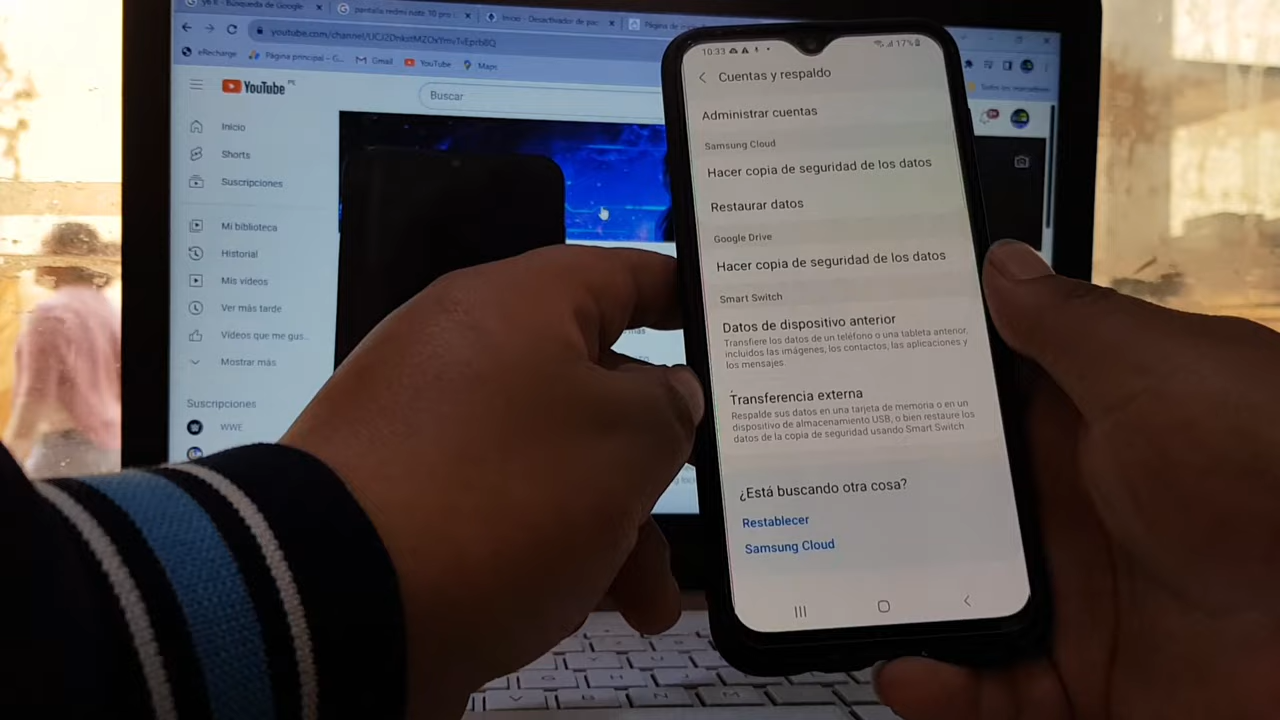 Búsqueda de Google
pantalla redmi note 10 pro
Inicio - Desactivador de pac
Página de
youtube.com/channel/
eRecharge
Página principal - G...
Gmail
YouTube
Maps
YouTube PE
Buscar
Inicio
Shorts
Suscripciones
Mi biblioteca
Historial
Mis videos
Ver más tarde
Videos que me gus...
Mostrar más
Suscripciones
WWE
10:33
17%
Cuentas y respaldo
Administrar cuentas
Samsung Cloud
Hacer copia de seguridad de los datos
Restaurar datos
Google Drive
Hacer copia de seguridad de los datos
Smart Switch
Datos de dispositivo anterior
Transfiere los datos de un teléfono o una tableta anterior,
incluidos las imágenes, los contactos, las aplicaciones y
los mensajes.
Transferencia externa
Respalde sus datos en una tarjeta de memoria o en un
dispositivo de almacenamiento USB, o bien restaure los
datos de la copia de seguridad usando Smart Switch.
¿Está buscando otra cosa?
Restablecer
Samsung Cloud
G
H
V
N
M